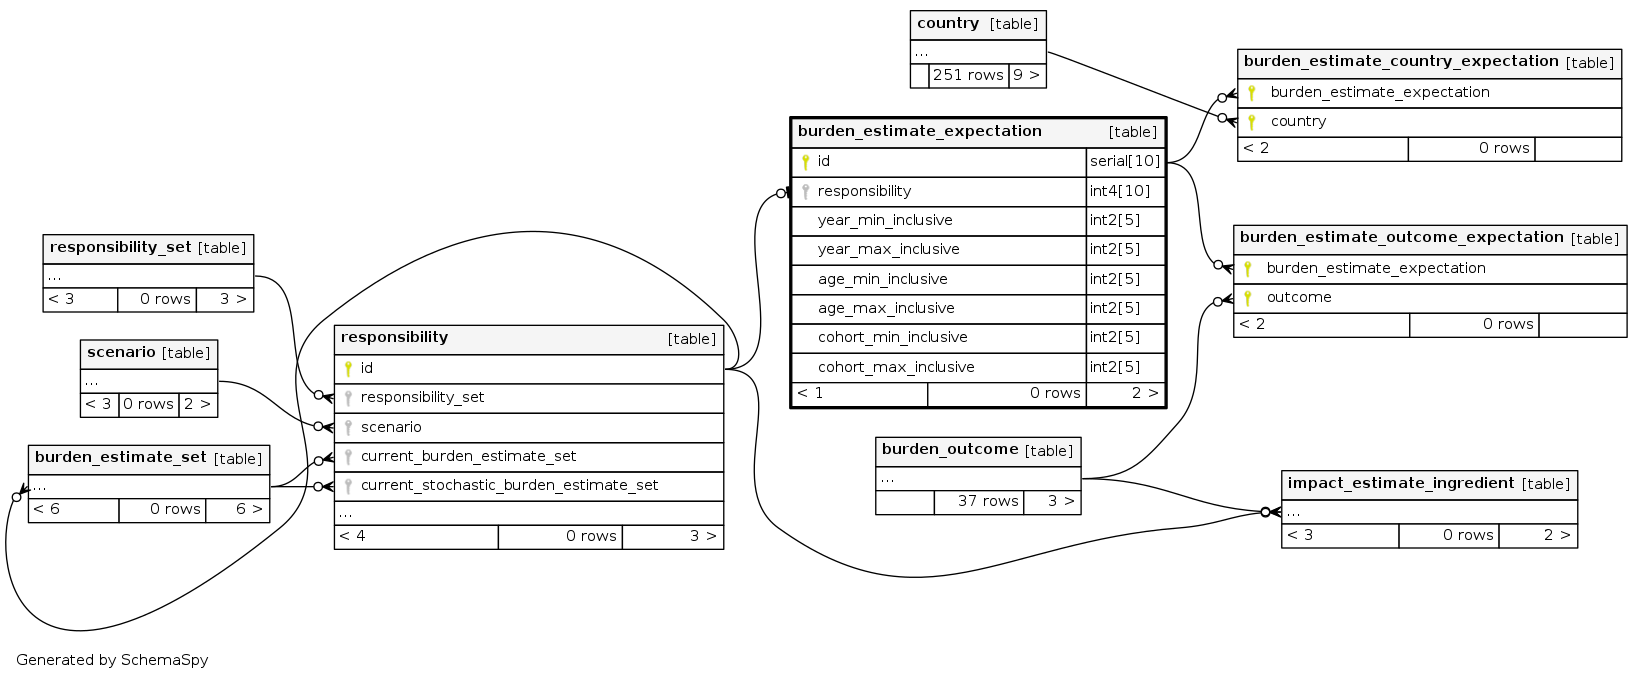 country [table]
...
251 rows 9 >
burden_estimate_country_expectation [table]
burden_estimate_expectation
country
< 2 0 rows
burden_estimate_expectation [table]
id serial[10]
responsibility int4[10]
year_min_inclusive int2[5]
year_max_inclusive int2[5]
age_min_inclusive int2[5]
age_max_inclusive int2[5]
cohort_min_inclusive int2[5]
cohort_max_inclusive int2[5]
< 1 0 rows 2 >
burden_estimate_outcome_expectation [table]
burden_estimate_expectation
outcome
< 2 0 rows
responsibility_set [table]
...
< 3 0 rows 3 >
scenario [table]
...
< 3 0 rows 2 >
burden_estimate_set [table]
...
< 6 0 rows 6 >
responsibility [table]
id
responsibility_set
scenario
current_burden_estimate_set
current_stochastic_burden_estimate_set
...
< 4 0 rows 3 >
burden_outcome [table]
...
37 rows 3 >
impact_estimate_ingredient [table]
...
< 3 0 rows 2 >
Generated by SchemaSpy